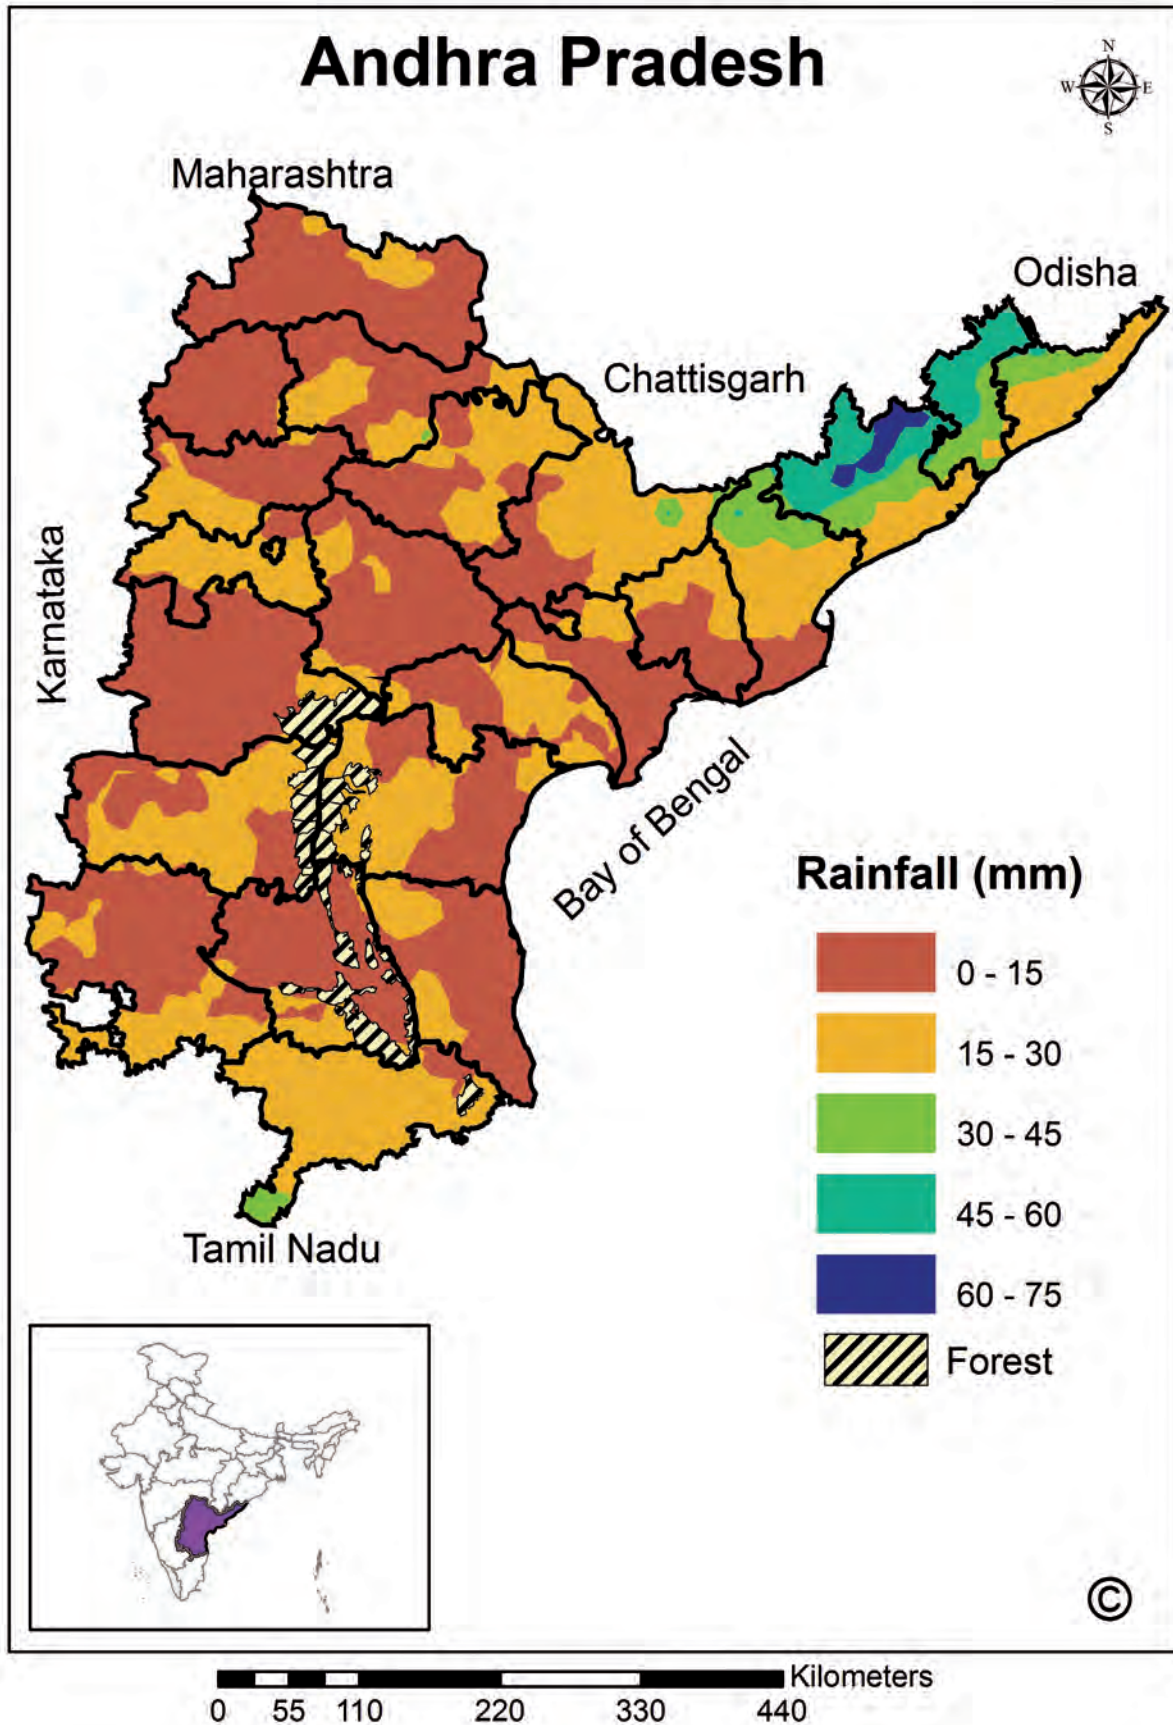 Andhra Pradesh
N
W E
S
Maharashtra
Odisha
Chattisgarh
Karnataka
Bay of Bengal
Rainfall (mm)
0 - 15
15 - 30
30 - 45
45 - 60
60 - 75
Forest
Tamil Nadu
©
Kilometers
0 55 110 220 330 440